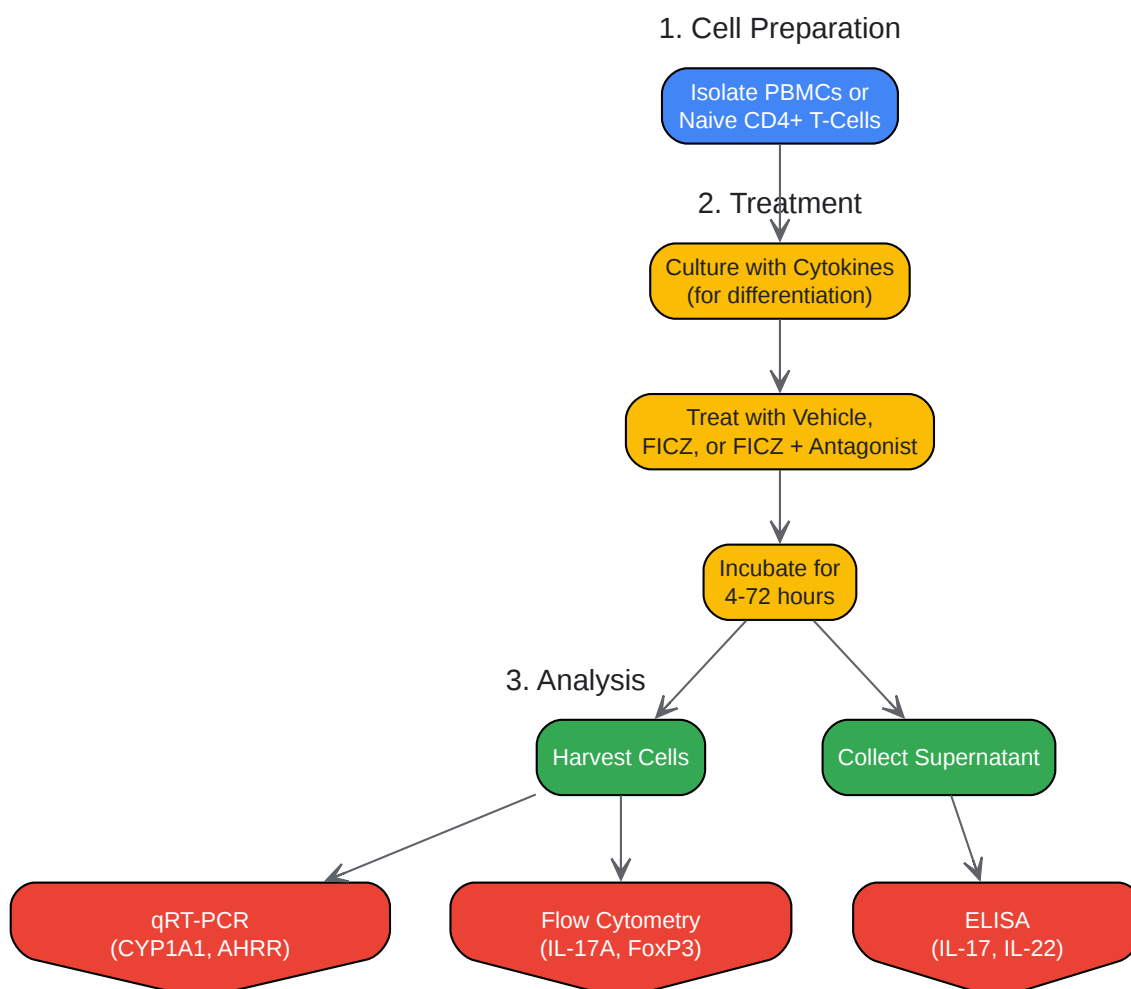 1. Cell Preparation
Isolate PBMCs or
Naive CD4+ T-Cells
2. Treatment
Culture with Cytokines
(for differentiation)
Treat with Vehicle,
FICZ, or FICZ + Antagonist
Incubate for
4-72 hours
3. Analysis
Harvest Cells
Collect Supernatant
qRT-PCR
(CYP1A1, AHRR)
Flow Cytometry
(IL-17A, FoxP3)
ELISA
(IL-17, IL-22)